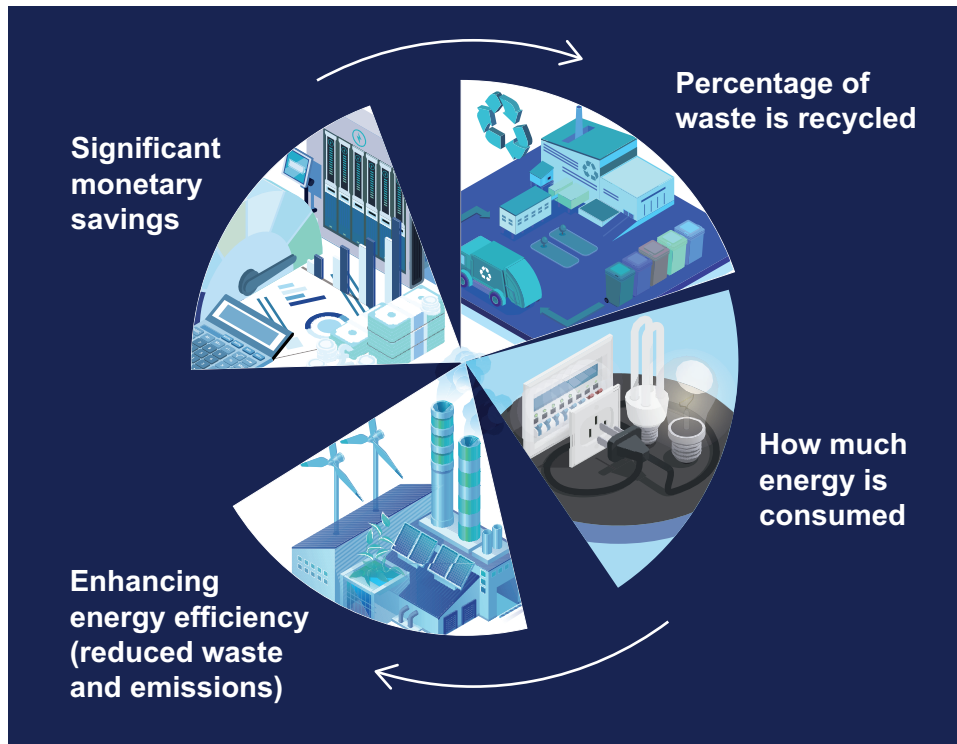 Percentage of
waste is recycled
Significant
monetary
savings
How much
energy is
consumed
Enhancing
energy efficiency
(reduced waste
and emissions)